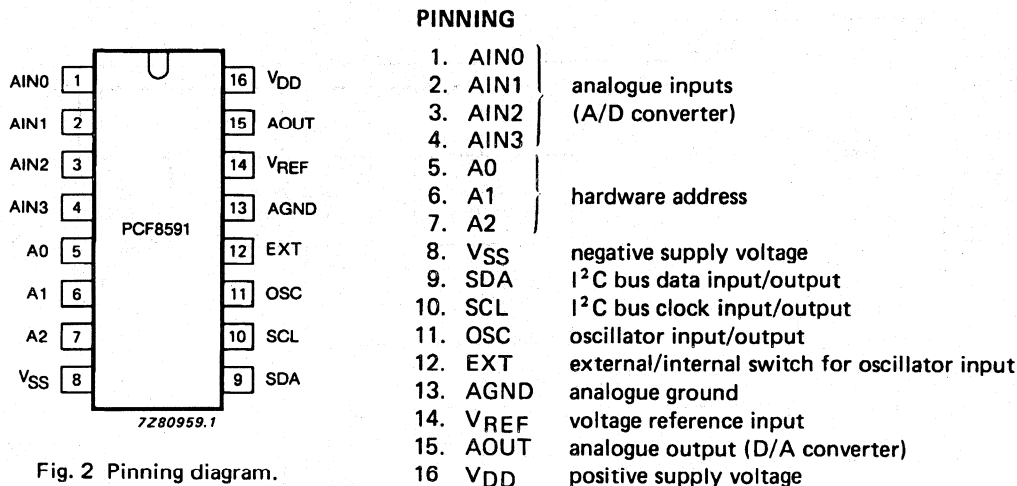 PINNING
AIN0 1
AIN1 2
AIN2 3
AIN3 4
A0 5
A1 6
A2 7
VSS 8
PCF8591
16 VDD
15 AOUT
14 VREF
13 AGND
12 EXT
11 OSC
10 SCL
9 SDA
7Z80959.1
Fig. 2 Pinning diagram.
1. AIN0
2. AIN1 analogue inputs
3. AIN2 (A/D converter)
4. AIN3
5. A0
6. A1 hardware address
7. A2
8. VSS negative supply voltage
9. SDA I²C bus data input/output
10. SCL I²C bus clock input/output
11. OSC oscillator input/output
12. EXT external/internal switch for oscillator input
13. AGND analogue ground
14. VREF voltage reference input
15. AOUT analogue output (D/A converter)
16 VDD positive supply voltage